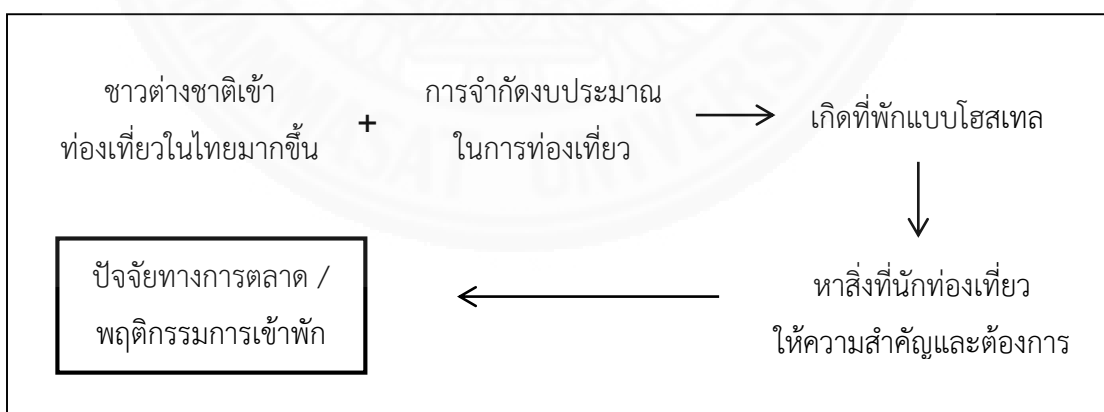 ชาวต่างชาติเข้า
ท่องเที่ยวในไทยมากขึ้น
+
การจำกัดงบประมาณ
ในการท่องเที่ยว
เกิดที่พักแบบโฮสเทล
หาสิ่งที่นักท่องเที่ยว
ให้ความสำคัญและต้องการ
ปัจจัยทางการตลาด /
พฤติกรรมการเข้าพัก